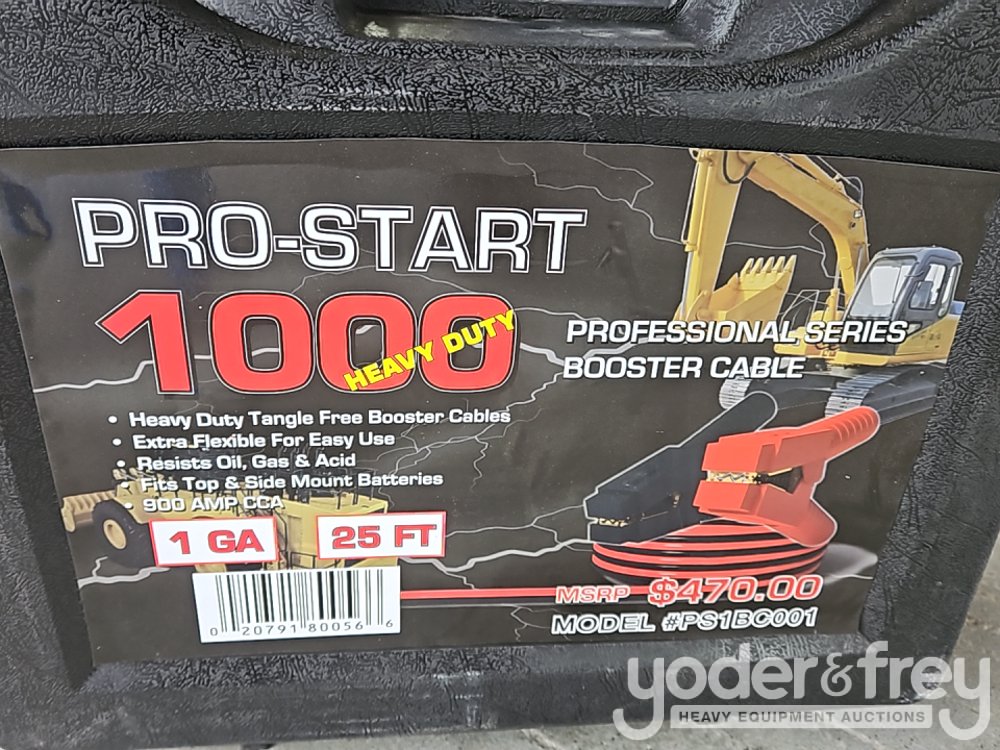 PRO-START
1000
HEAVY DUTY
PROFESSIONAL SERIES
BOOSTER CABLE
• Heavy Duty Tangle Free Booster Cables
• Extra Flexible For Easy Use
• Resists Oil, Gas & Acid
• Fits Top & Side Mount Batteries
• 900 AMP CCA
1 GA 25 FT
0 20791 80056 6
MSRP $470.00
MODEL #PS1BC001
yoder&frey
HEAVY EQUIPMENT AUCTIONS